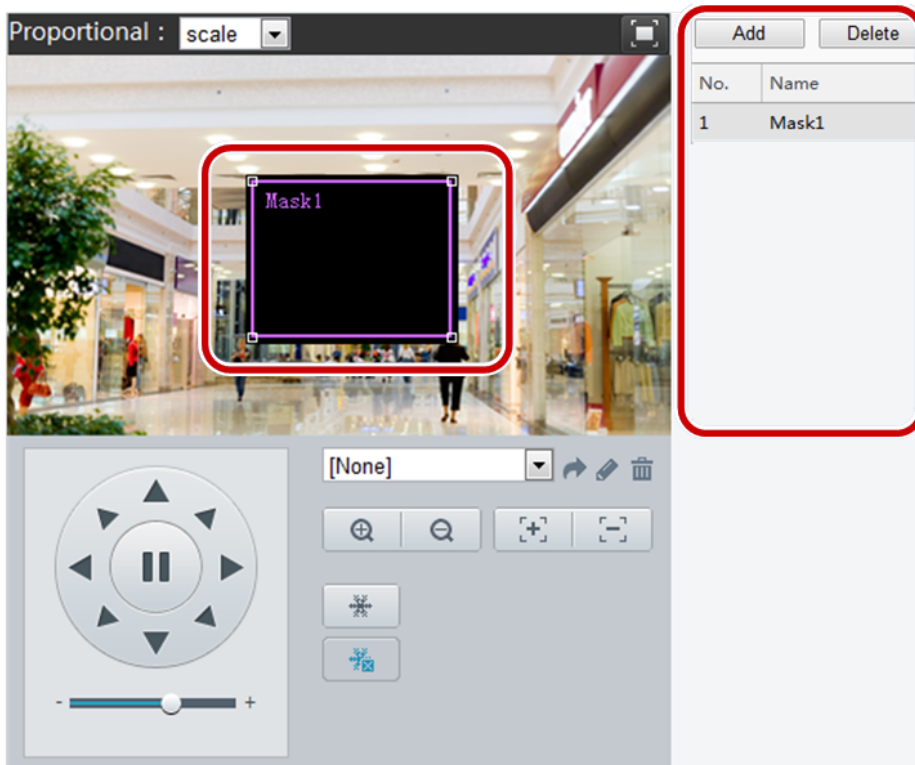 Proportional : scale
Add Delete
No. Name
1 Mask1
Mask1
[None]
- +